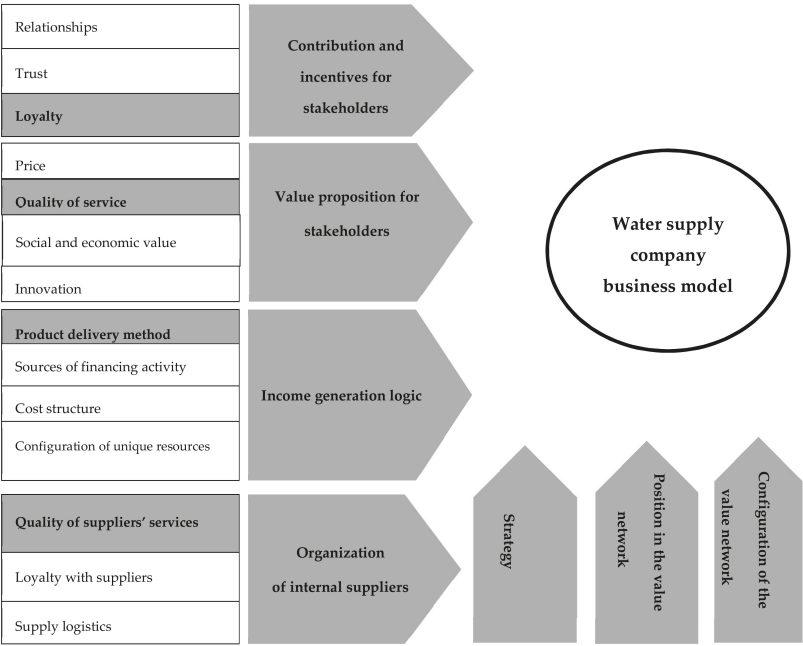 Relationships
Trust
Loyalty
Contribution and
incentives for
stakeholders
Price
Quality of service
Social and economic value
Innovation
Value proposition for
stakeholders
Product delivery method
Sources of financing activity
Cost structure
Configuration of unique resources
Income generation logic
Quality of suppliers' services
Loyalty with suppliers
Supply logistics
Organization
of internal suppliers
Water supply
company
business model
Strategy
Position in the value
network
Configuration of the
value network